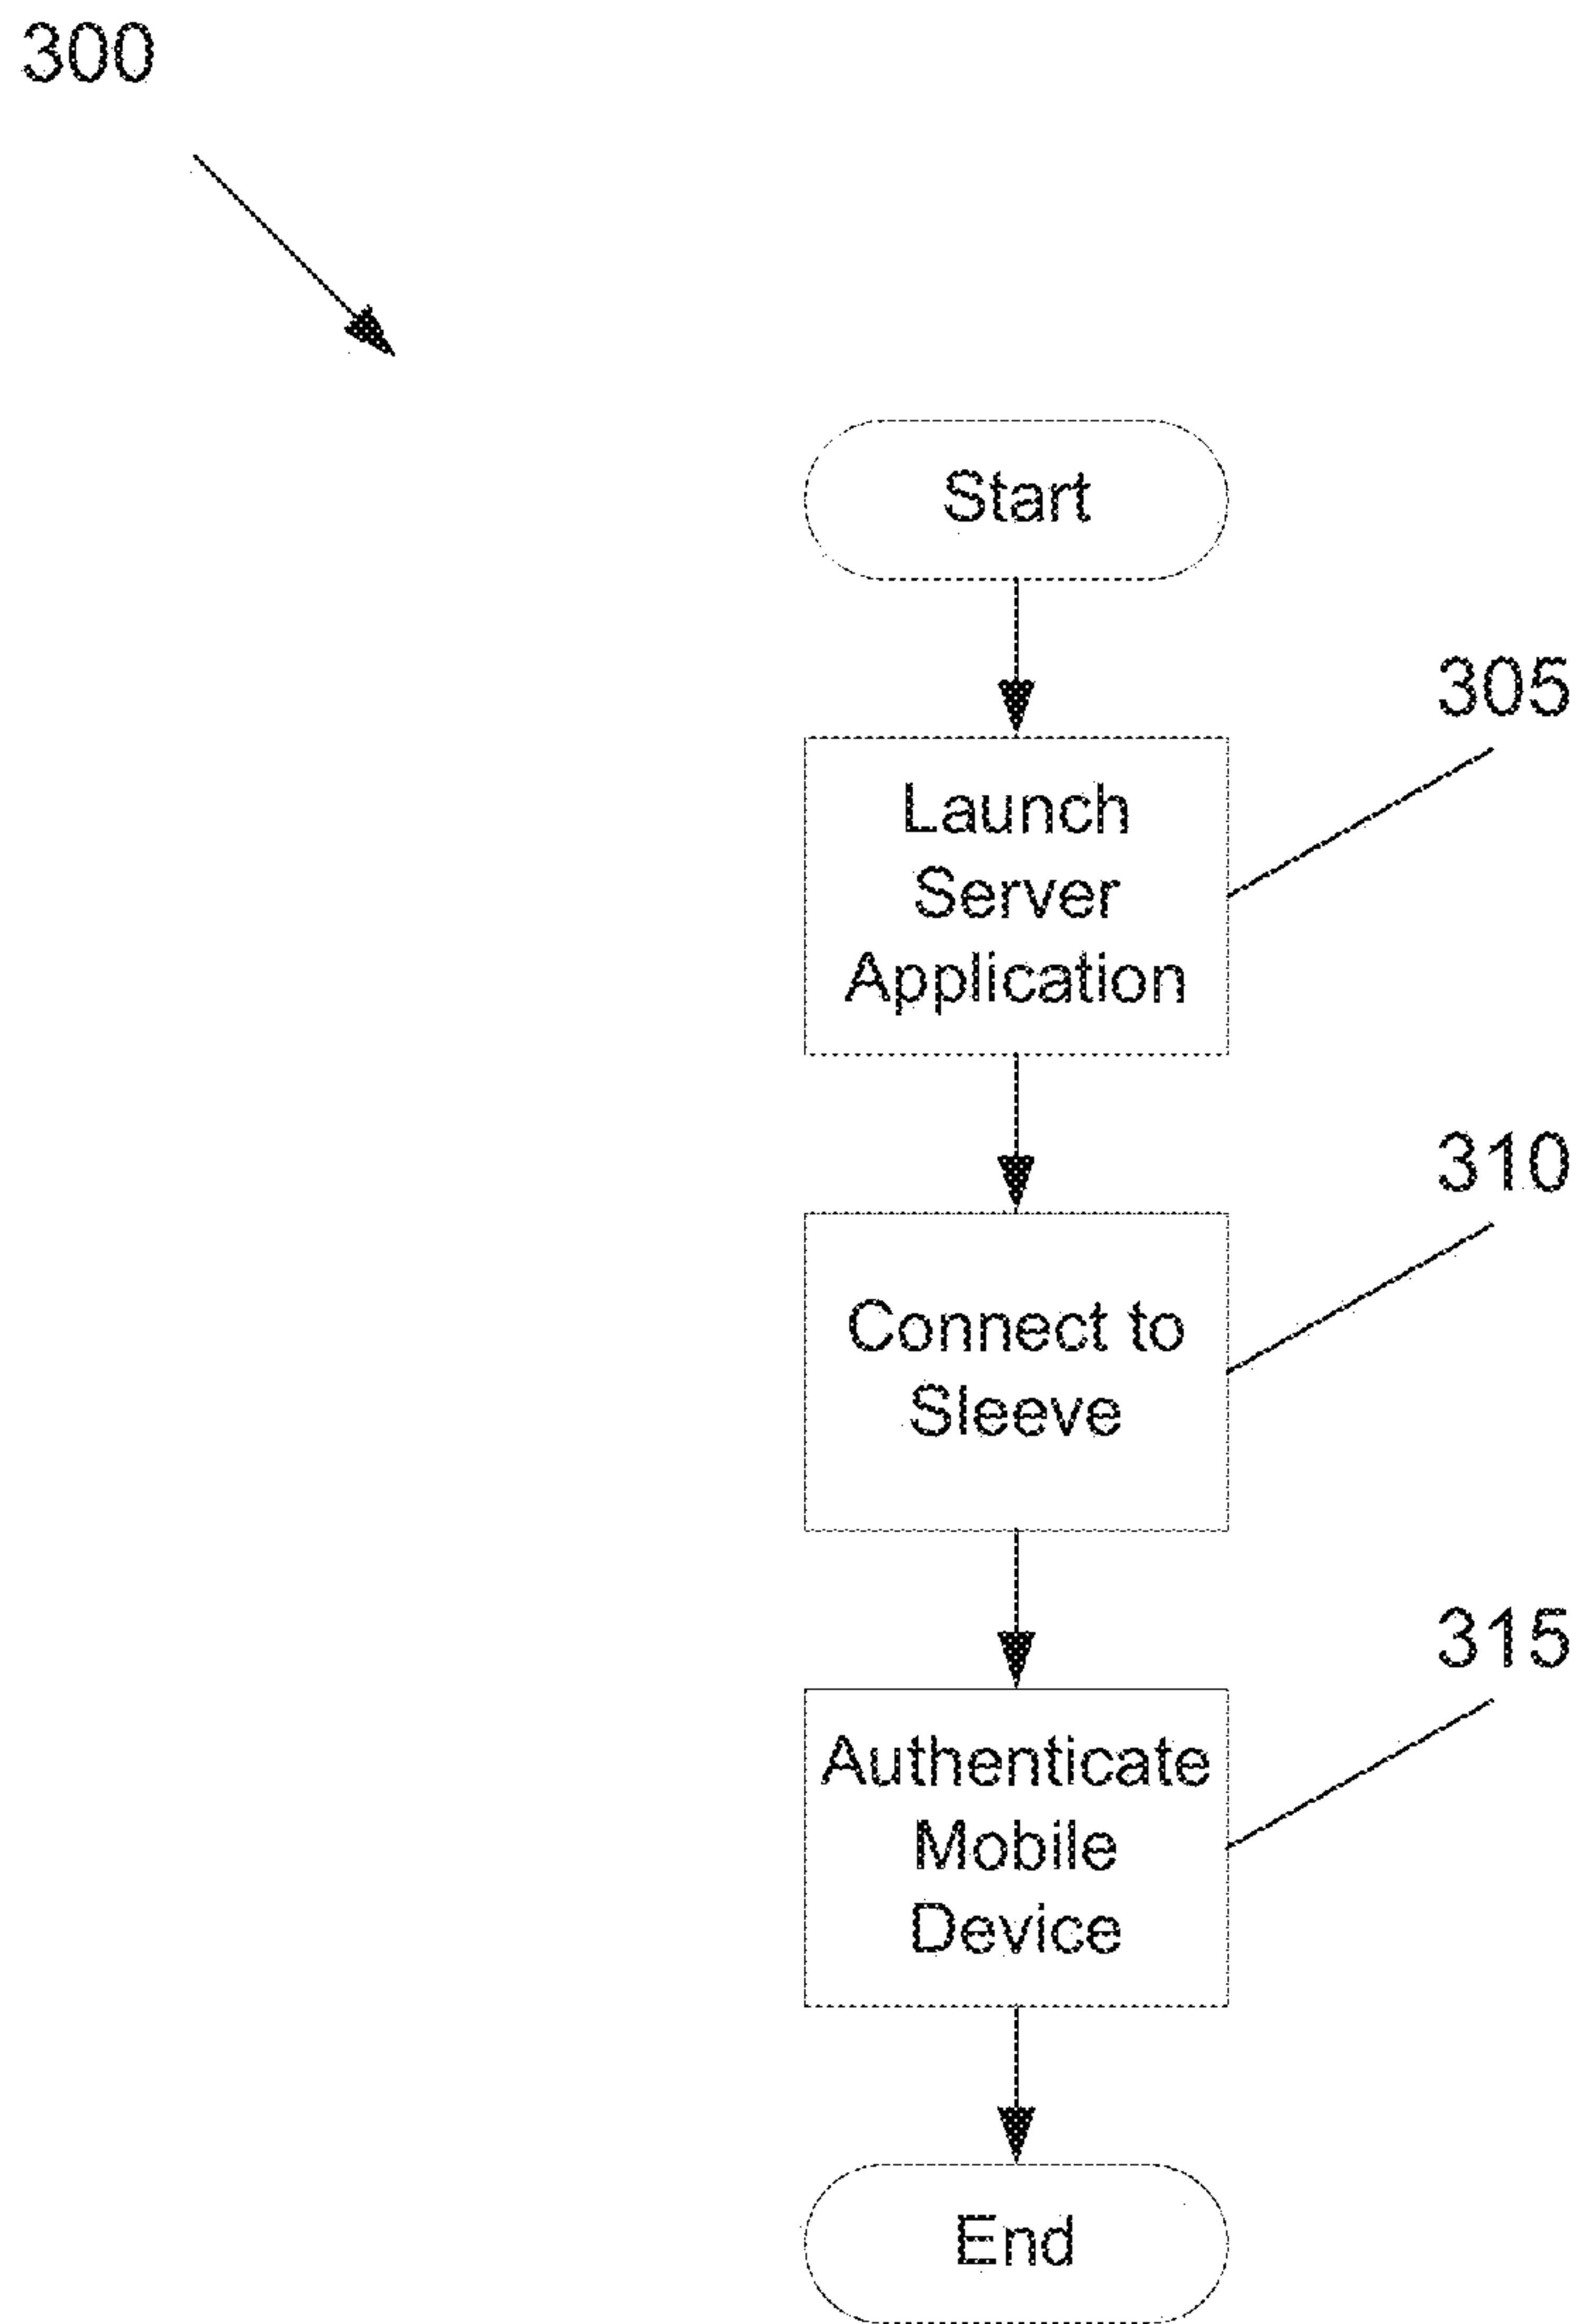 300
Start
305
Launch
Server
Application
310
Connect to
Sleeve
315
Authenticate
Mobile
Device
End